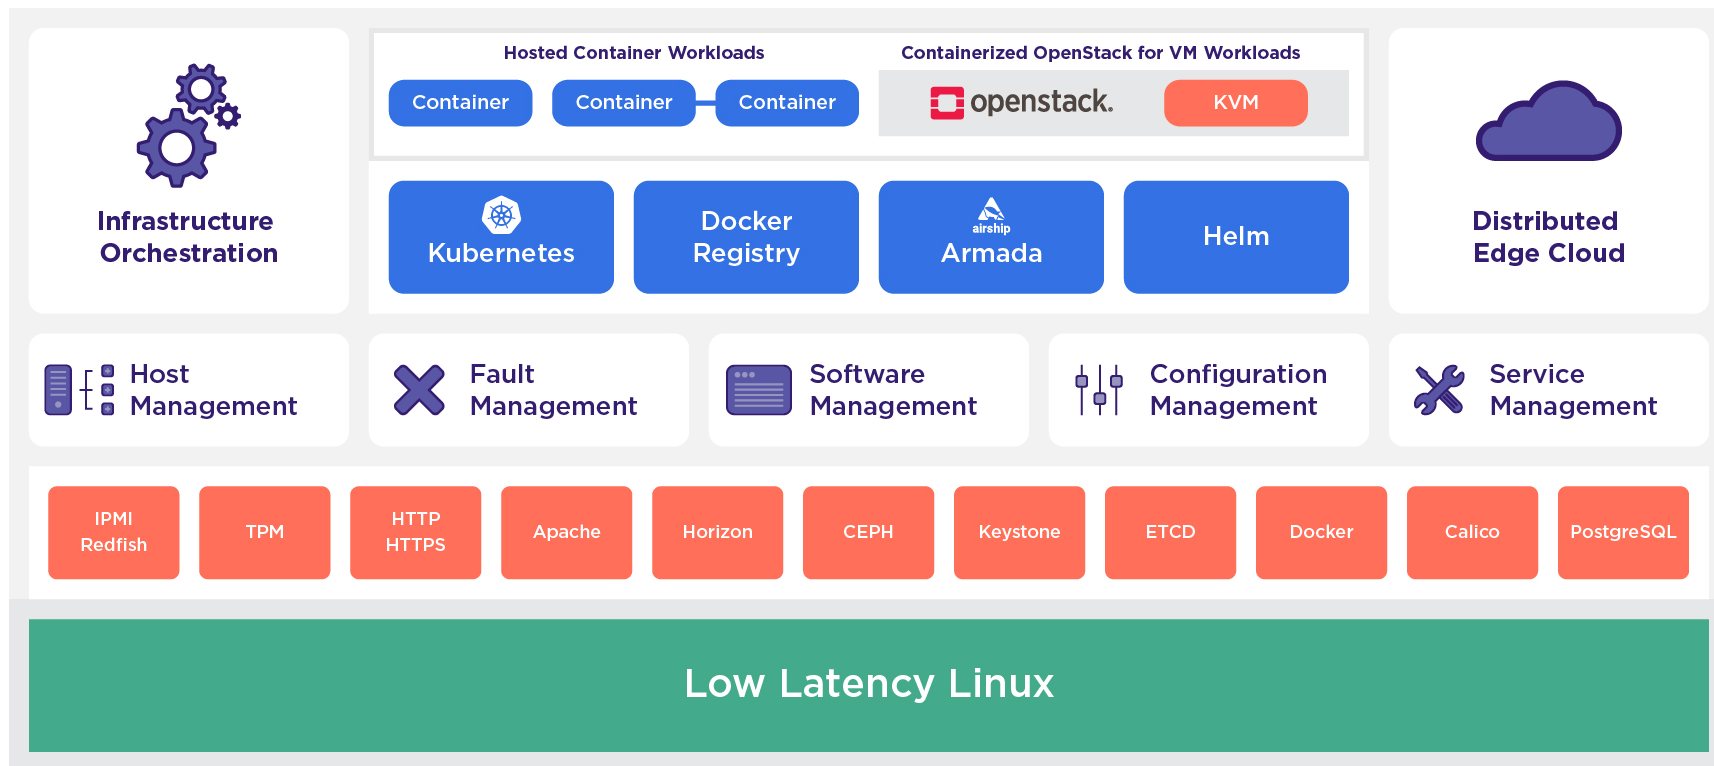 Hosted Container Workloads
Containerized OpenStack for VM Workloads
Container
Container
Container
openstack.
KVM
Infrastructure
Orchestration
Kubernetes
Docker
Registry
airship
Armada
Helm
Distributed
Edge Cloud
Host
Management
Fault
Management
Software
Management
Configuration
Management
Service
Management
IPMI
Redfish
TPM
HTTP
HTTPS
Apache
Horizon
CEPH
Keystone
ETCD
Docker
Calico
PostgreSQL
Low Latency Linux